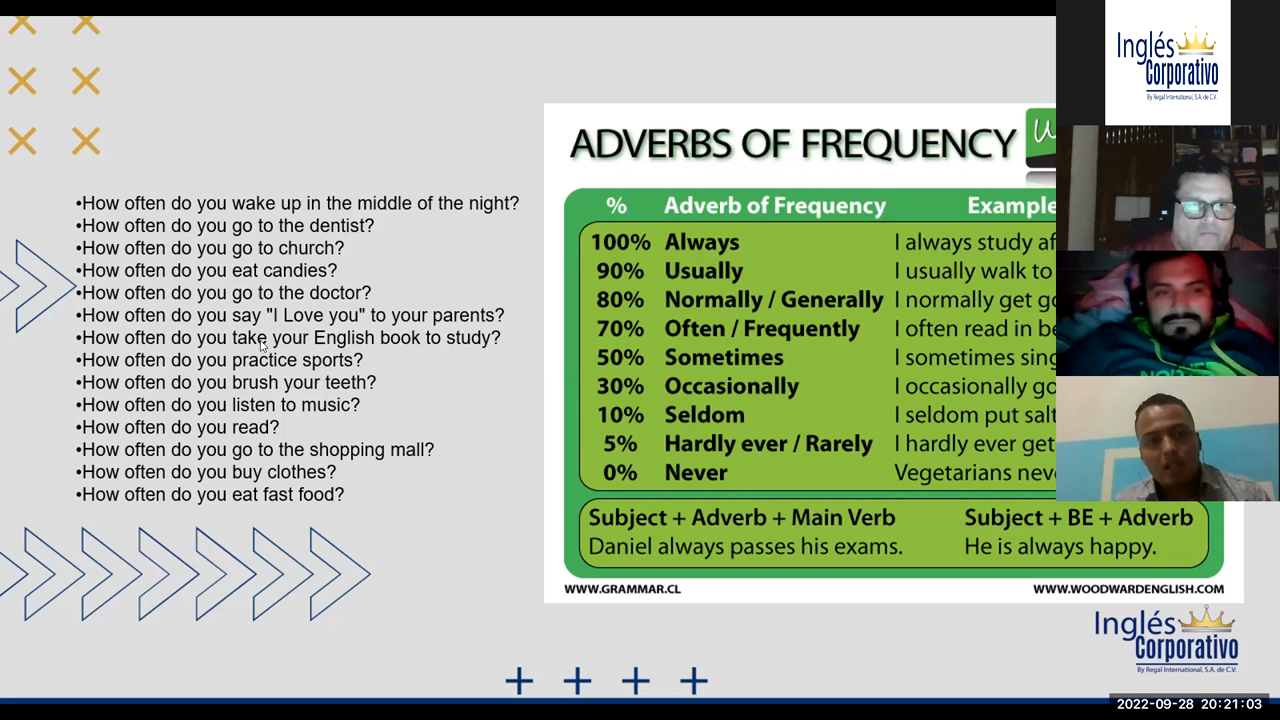 •How often do you wake up in the middle of the night?
•How often do you go to the dentist?
•How often do you go to church?
•How often do you eat candies?
•How often do you go to the doctor?
•How often do you say "I Love you" to your parents?
•How often do you take your English book to study?
•How often do you practice sports?
•How often do you brush your teeth?
•How often do you listen to music?
•How often do you read?
•How often do you go to the shopping mall?
•How often do you buy clothes?
•How often do you eat fast food?
ADVERBS OF FREQUENCY
% Adverb of Frequency Example
100% Always I always study
90% Usually I usually walk to
80% Normally / Generally I normally get
70% Often / Frequently I often read in
50% Sometimes I sometimes
30% Occasionally I occasionally
10% Seldom I seldom put
5% Hardly ever / Rarely I hardly ever get
0% Never Vegetarians
Subject + Adverb + Main Verb
Daniel always passes his exams.
Subject + BE + Adverb
He is always happy.
WWW.GRAMMAR.CL
WWW.WOODWARDENGLISH.COM
Inglés
Corporativo
By Regal International, S.A. de C.V.
Inglés
Corporativo
By Regal International, S.A. de C.V.
2022-09-28 20:21:03